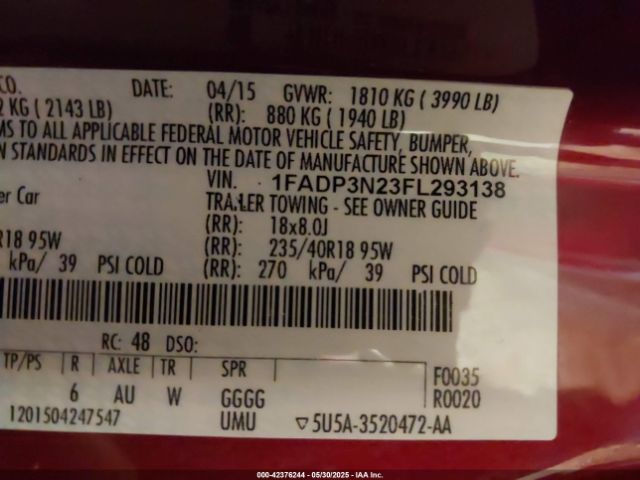 CO. DATE: 04/15 GVWR: 1810 KG ( 3990 LB)
2 KG ( 2143 LB) (RR): 880 KG ( 1940 LB)
MS TO ALL APPLICABLE FEDERAL MOTOR VEHICLE SAFETY, BUMPER,
N STANDARDS IN EFFECT ON THE DATE OF MANUFACTURE SHOWN ABOVE.
VIN: 1FADP3N23FL293138
er Car TRAILER TOWING - SEE OWNER GUIDE
(RR): 18x8.0J
R18 95W (RR): 235/40R18 95W
kPa/ 39 PSI COLD (RR): 270 kPa/ 39 PSI COLD
RC: 48 DSO:
TP/PS R AXLE TR SPR F0035
6 AU W GGGG R0020
1201504247547 UMU ▽5U5A-3520472-AA
000-42376244 - 05/30/2025 - IAAI, Inc.